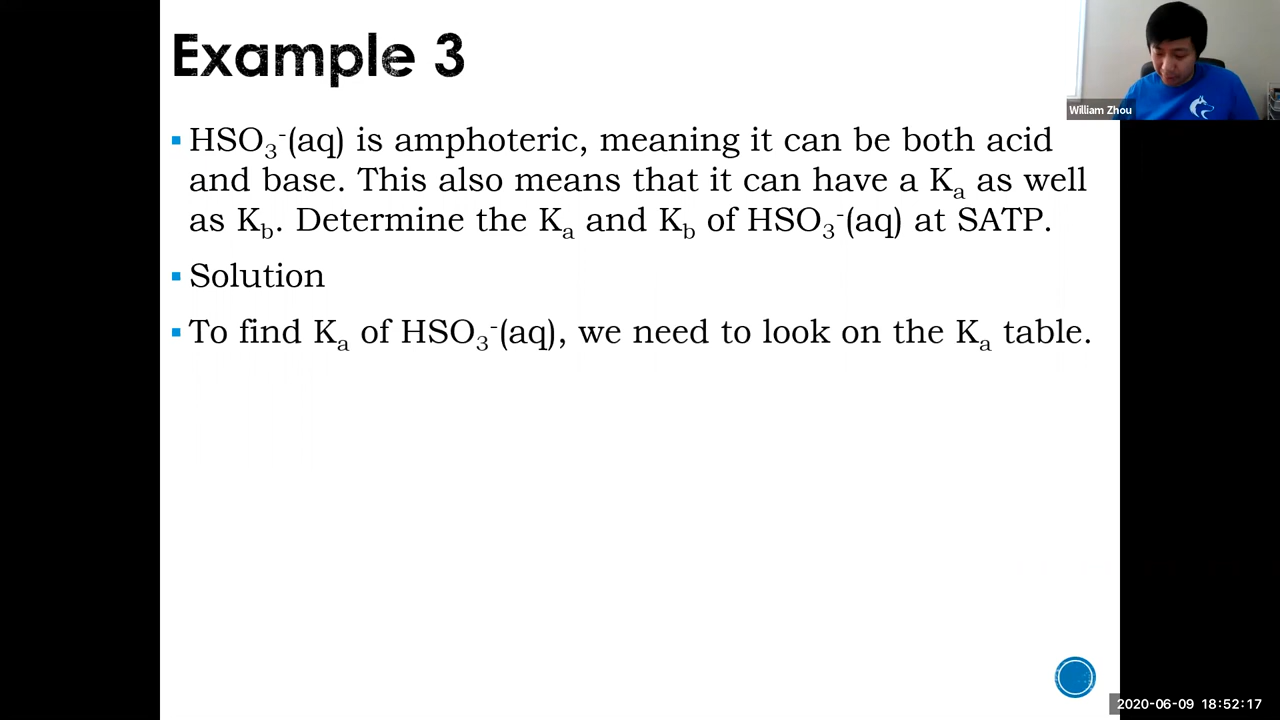 Example 3
William Zhou
▪ HSO₃⁻(aq) is amphoteric, meaning it can be both acid
and base. This also means that it can have a Kₐ as well
as K_b. Determine the Kₐ and K_b of HSO₃⁻(aq) at SATP.
▪ Solution
▪ To find Kₐ of HSO₃⁻(aq), we need to look on the Kₐ table.
2020-06-09 18:52:17